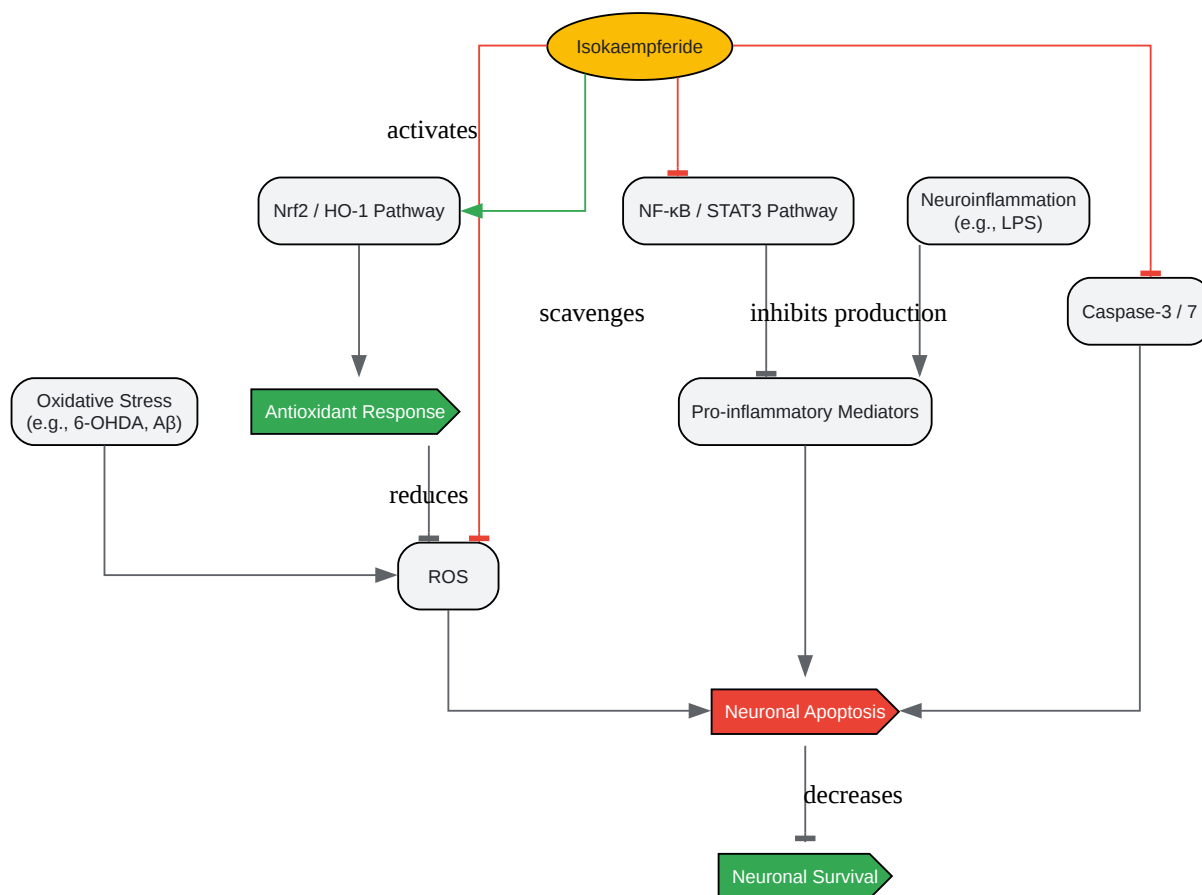 Isokaempferide
activates
Nrf2 / HO-1 Pathway
NF-κB / STAT3 Pathway
Neuroinflammation
(e.g., LPS)
scavenges
inhibits production
Caspase-3 / 7
Oxidative Stress
(e.g., 6-OHDA, Aβ)
Antioxidant Response
Pro-inflammatory Mediators
reduces
ROS
Neuronal Apoptosis
decreases
Neuronal Survival